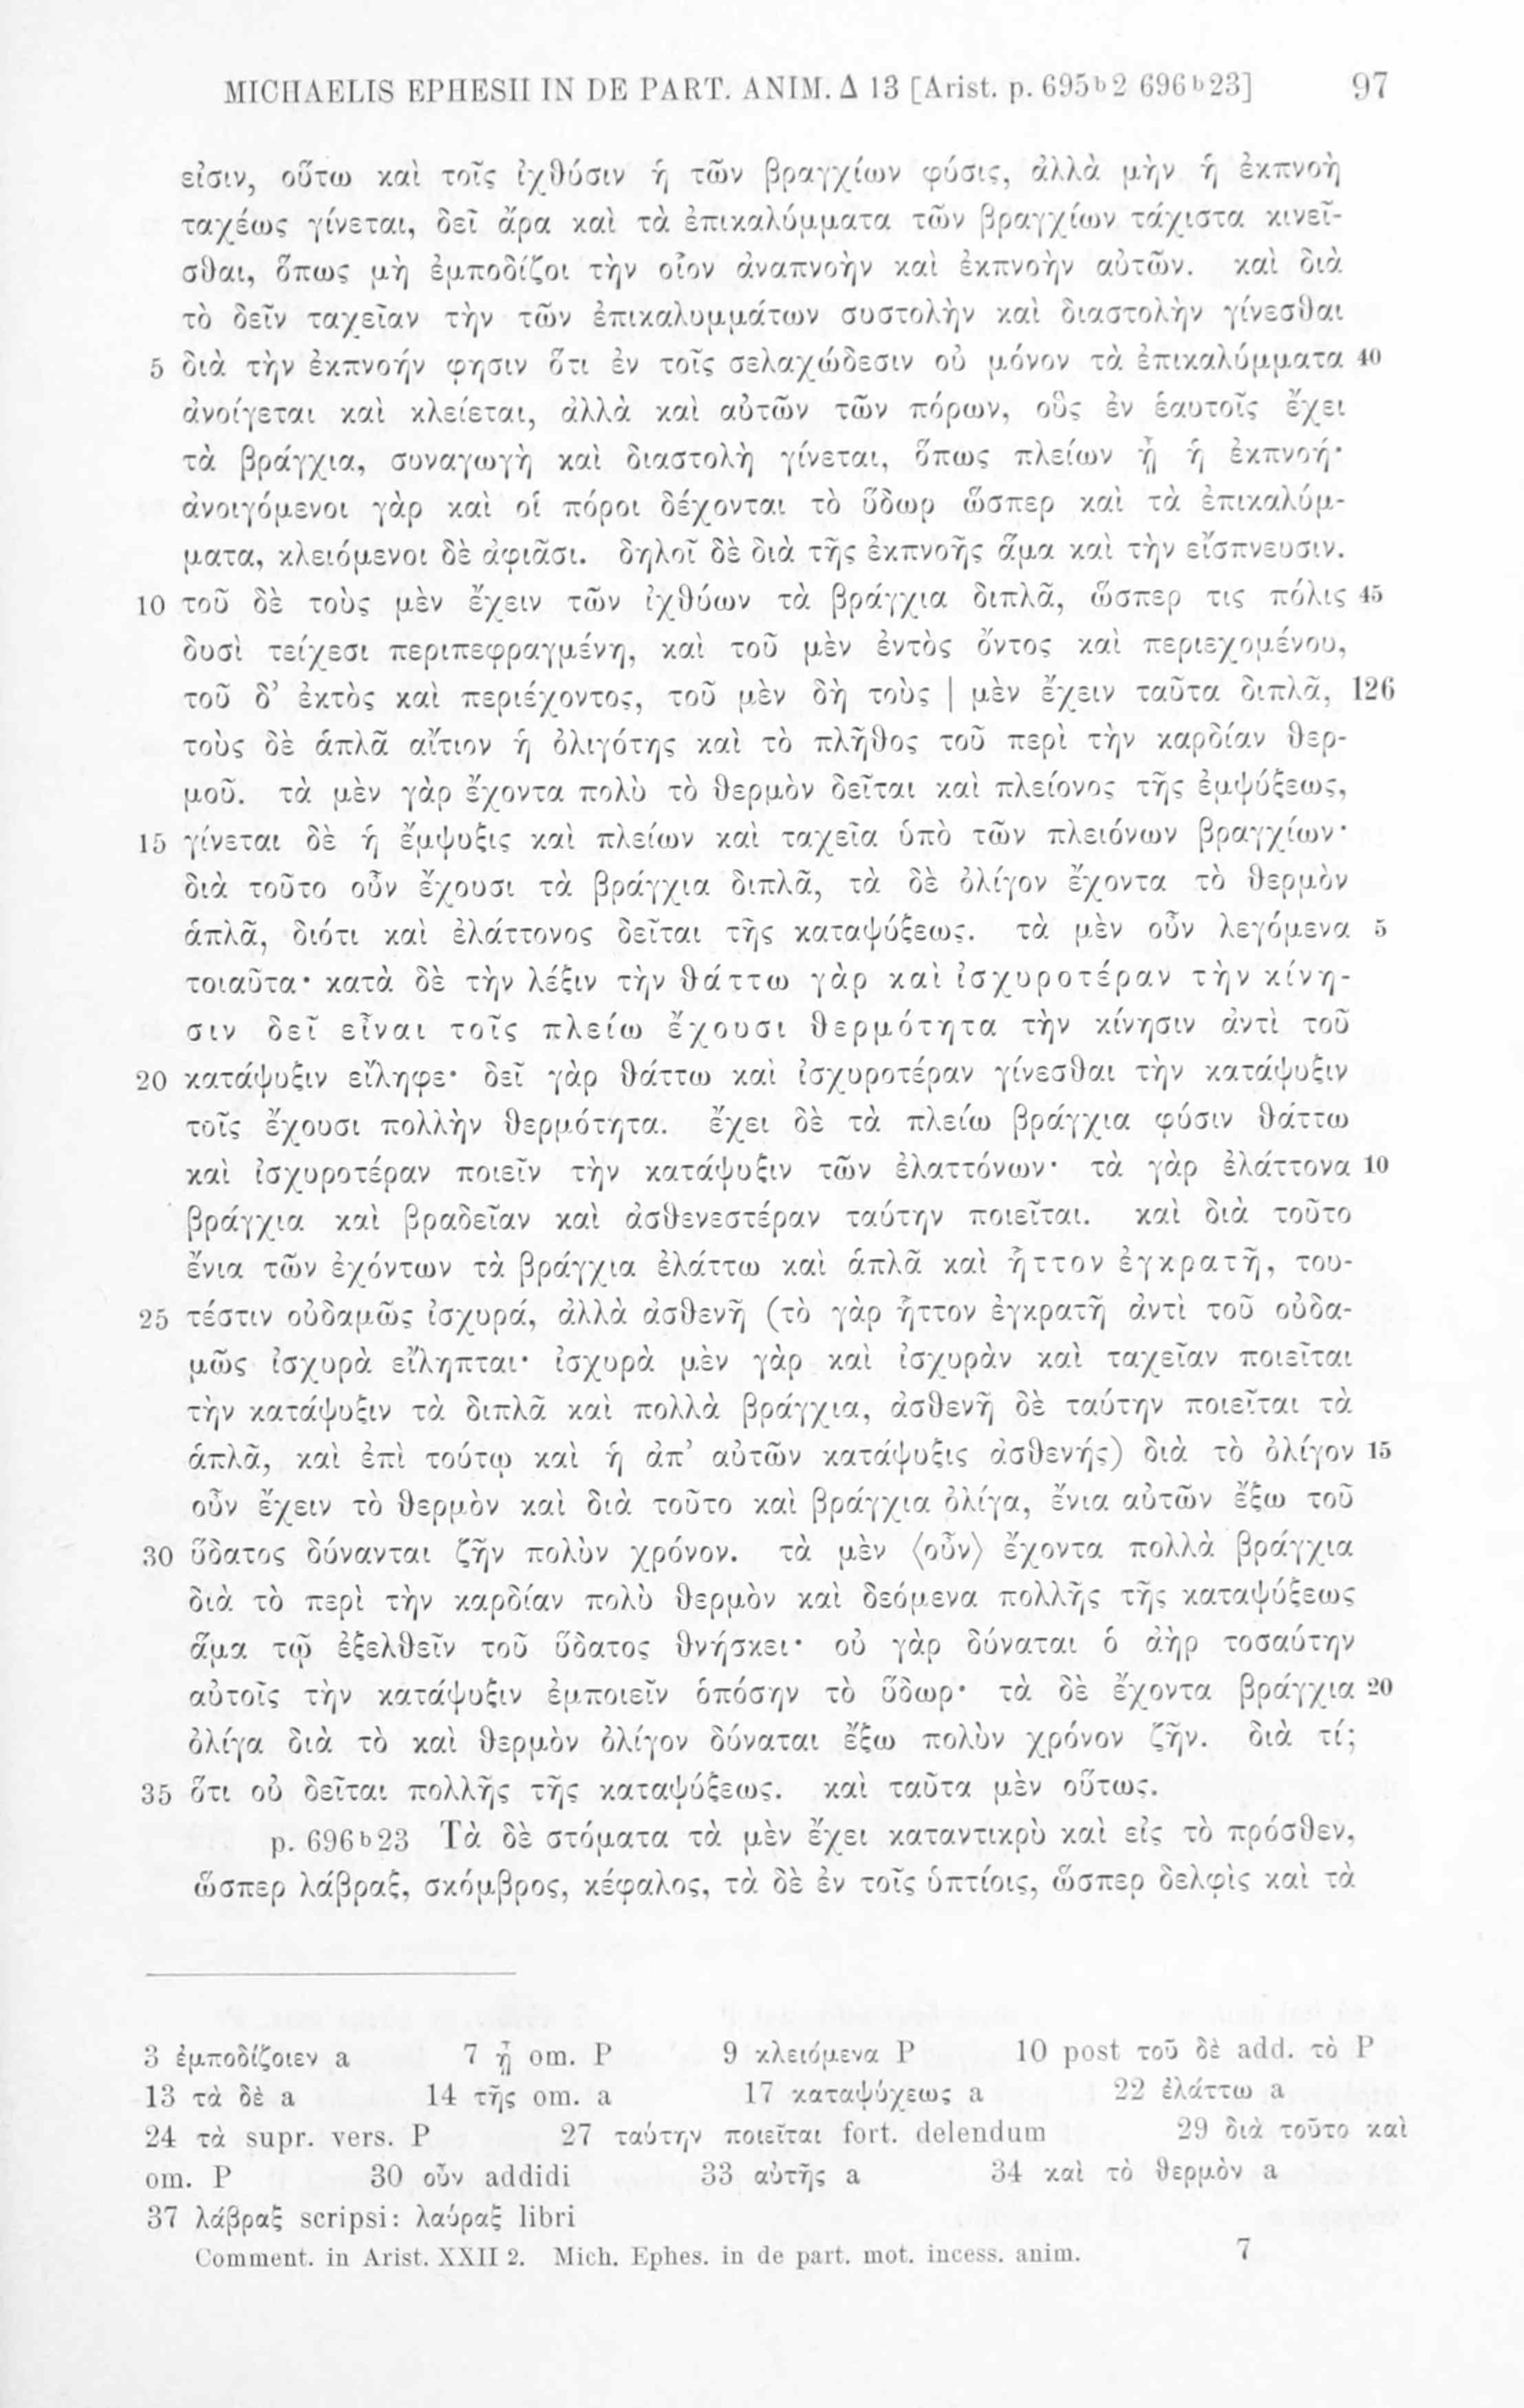 MICHAELIS EPHESII IN DE PART. ANIM. Δ 13 [Arist. p. 695b2 696b23] 97
εἰσιν, οὕτω καὶ τοῖς ἰχθύσιν ἡ τῶν βραγχίων φύσις, ἀλλὰ μὴν ἡ ἐκπνοὴ
ταχέως γίνεται, δεῖ ἄρα καὶ τὰ ἐπικαλύμματα τῶν βραγχίων τάχιστα κινεῖ-
σθαι, ὅπως μὴ ἐμποδίζοι τὴν οἷον ἀναπνοὴν καὶ ἐκπνοὴν αὐτῶν. καὶ διὰ
τὸ δεῖν ταχεῖαν τὴν τῶν ἐπικαλυμμάτων συστολὴν καὶ διαστολὴν γίνεσθαι
5 διὰ τὴν ἐκπνοήν φησιν ὅτι ἐν τοῖς σελαχώδεσιν οὐ μόνον τὰ ἐπικαλύμματα 40
ἀνοίγεται καὶ κλείεται, ἀλλὰ καὶ αὐτῶν τῶν πόρων, οὓς ἐν ἑαυτοῖς ἔχει
τὰ βράγχια, συναγωγὴ καὶ διαστολὴ γίνεται, ὅπως πλείων ᾖ ἡ ἐκπνοή·
ἀνοιγόμενοι γὰρ καὶ οἱ πόροι δέχονται τὸ ὕδωρ ὥσπερ καὶ τὰ ἐπικαλύμ-
ματα, κλειόμενοι δὲ ἀφιᾶσι. δηλοῖ δὲ διὰ τῆς ἐκπνοῆς ἅμα καὶ τὴν εἴσπνευσιν.
10 τοῦ δὲ τοὺς μὲν ἔχειν τῶν ἰχθύων τὰ βράγχια διπλᾶ, ὥσπερ τις πόλις 45
δυσὶ τείχεσι περιπεφραγμένη, καὶ τοῦ μὲν ἐντὸς ὄντος καὶ περιεχομένου,
τοῦ δ’ ἐκτὸς καὶ περιέχοντος, τοῦ μὲν δὴ τοὺς | μὲν ἔχειν ταῦτα διπλᾶ, 126
τοὺς δὲ ἁπλᾶ αἴτιον ἡ ὀλιγότης καὶ τὸ πλῆθος τοῦ περὶ τὴν καρδίαν θερ-
μοῦ. τὰ μὲν γὰρ ἔχοντα πολὺ τὸ θερμὸν δεῖται καὶ πλείονος τῆς ἐμψύξεως,
15 γίνεται δὲ ἡ ἔμψυξις καὶ πλείων καὶ ταχεῖα ὑπὸ τῶν πλειόνων βραγχίων·
διὰ τοῦτο οὖν ἔχουσι τὰ βράγχια διπλᾶ, τὰ δὲ ὀλίγον ἔχοντα τὸ θερμὸν
ἁπλᾶ, διότι καὶ ἐλάττονος δεῖται τῆς καταψύξεως. τὰ μὲν οὖν λεγόμενα 5
τοιαῦτα· κατὰ δὲ τὴν λέξιν τὴν θάττω γὰρ καὶ ἰσχυροτέραν τὴν κίνη-
σιν δεῖ εἶναι τοῖς πλείω ἔχουσι θερμότητα τὴν κίνησιν ἀντὶ τοῦ
20 κατάψυξιν εἴληφε· δεῖ γὰρ θάττω καὶ ἰσχυροτέραν γίνεσθαι τὴν κατάψυξιν
τοῖς ἔχουσι πολλὴν θερμότητα. ἔχει δὲ τὰ πλείω βράγχια φύσιν θάττω
καὶ ἰσχυροτέραν ποιεῖν τὴν κατάψυξιν τῶν ἐλαττόνων· τὰ γὰρ ἐλάττονα 10
βράγχια καὶ βραδεῖαν καὶ ἀσθενεστέραν ταύτην ποιεῖται. καὶ διὰ τοῦτο
ἔνια τῶν ἐχόντων τὰ βράγχια ἐλάττω καὶ ἁπλᾶ καὶ ἧττον ἐγκρατῆ, του-
25 τέστιν οὐδαμῶς ἰσχυρά, ἀλλὰ ἀσθενῆ (τὸ γὰρ ἧττον ἐγκρατῆ ἀντὶ τοῦ οὐδα-
μῶς ἰσχυρὰ εἴληπται· ἰσχυρὰ μὲν γὰρ καὶ ἰσχυρὰν καὶ ταχεῖαν ποιεῖται
τὴν κατάψυξιν τὰ διπλᾶ καὶ πολλὰ βράγχια, ἀσθενῆ δὲ ταύτην ποιεῖται τὰ
ἁπλᾶ, καὶ ἐπὶ τούτῳ καὶ ἡ ἀπ’ αὐτῶν κατάψυξις ἀσθενής) διὰ τὸ ὀλίγον 15
οὖν ἔχειν τὸ θερμὸν καὶ διὰ τοῦτο καὶ βράγχια ὀλίγα, ἔνια αὐτῶν ἔξω τοῦ
30 ὕδατος δύνανται ζῆν πολὺν χρόνον. τὰ μὲν ⟨οὖν⟩ ἔχοντα πολλὰ βράγχια
διὰ τὸ περὶ τὴν καρδίαν πολὺ θερμὸν καὶ δεόμενα πολλῆς τῆς καταψύξεως
ἅμα τῷ ἐξελθεῖν τοῦ ὕδατος θνήσκει· οὐ γὰρ δύναται ὁ ἀὴρ τοσαύτην
αὐτοῖς τὴν κατάψυξιν ἐμποιεῖν ὁπόσην τὸ ὕδωρ· τὰ δὲ ἔχοντα βράγχια 20
ὀλίγα διὰ τὸ καὶ θερμὸν ὀλίγον δύναται ἔξω πολὺν χρόνον ζῆν. διὰ τί;
35 ὅτι οὐ δεῖται πολλῆς τῆς καταψύξεως. καὶ ταῦτα μὲν οὕτως.
p. 696b23 Τὰ δὲ στόματα τὰ μὲν ἔχει καταντικρὺ καὶ εἰς τὸ πρόσθεν,
ὥσπερ λάβραξ, σκόμβρος, κέφαλος, τὰ δὲ ἐν τοῖς ὑπτίοις, ὥσπερ δελφὶς καὶ τὰ
3 ἐμποδίζοιεν a 7 ᾖ om. P 9 κλειόμενα P 10 post τοῦ δὲ add. τὸ P
13 τὰ δὲ a 14 τῆς om. a 17 καταψύχεως a 22 ἐλάττω a
24 τὰ supr. vers. P 27 ταύτην ποιεῖται fort. delendum 29 διὰ τοῦτο καὶ
om. P 30 οὖν addidi 33 αὐτῆς a 34 καὶ τὸ θερμὸν a
37 λάβραξ scripsi: λαύραξ libri
Comment. in Arist. XXII 2. Mich. Ephes. in de part. mot. incess. anim. 7